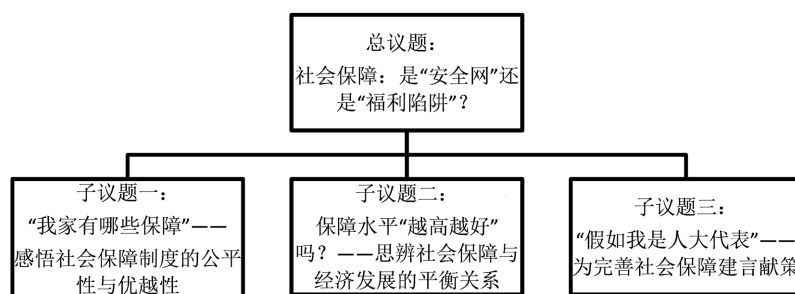 总议题：
社会保障：是“安全网”还
是“福利陷阱”？
子议题一：
“我家有哪些保障”——
感悟社会保障制度的公平
性与优越性
子议题二：
保障水平“越高越好”
吗？——思辨社会保障与
经济发展的平衡关系
子议题三：
“假如我是人大代表”——
为完善社会保障建言献策